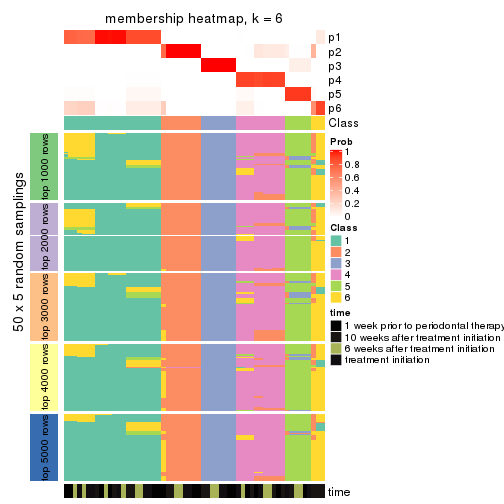 membership heatmap, k = 6
p1
p2
p3
p4
p5
p6
Class
50 x 5 random samplings
top 1000 rows
top 2000 rows
top 3000 rows
top 4000 rows
top 5000 rows
Prob
1
0.8
0.6
0.4
0.2
0
Class
1
2
3
4
5
6
time
1 week prior to periodontal therapy
10 weeks after treatment initiation
6 weeks after treatment initiation
treatment initiation
time